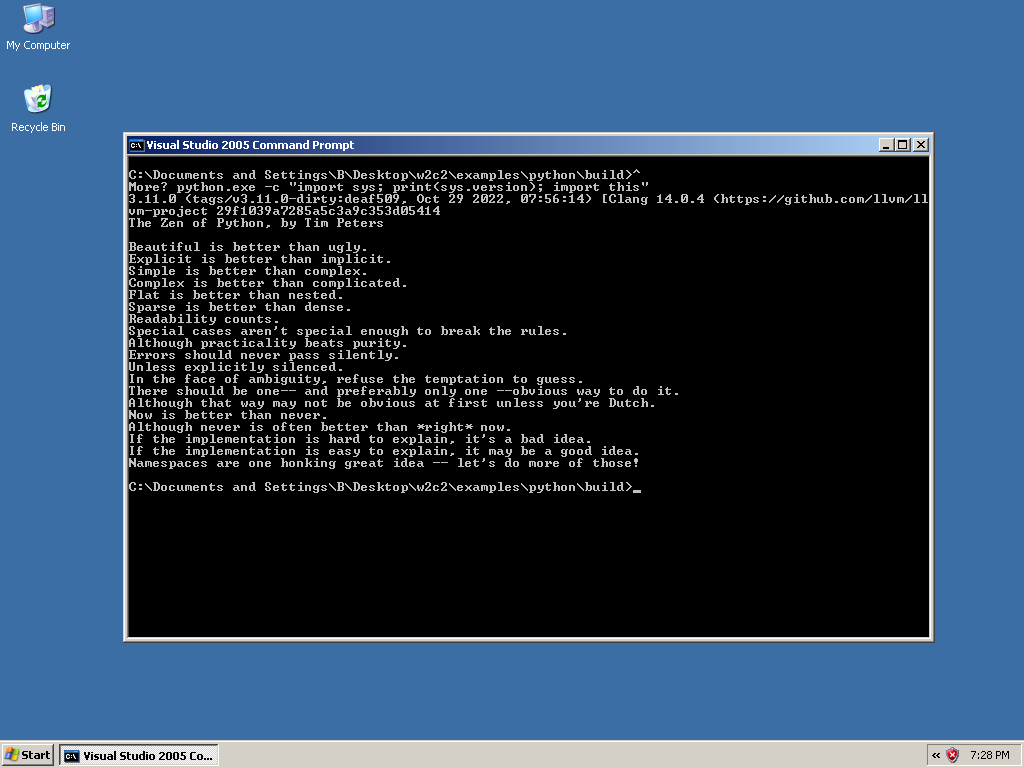 My Computer
Recycle Bin
Visual Studio 2005 Command Prompt
C:\Documents and Settings\B\Desktop\w2c2\examples\python\build>^
More? python.exe -c "import sys; print(sys.version); import this"
3.11.0 (tags/v3.11.0-dirty:deaf509, Oct 29 2022, 07:56:14) [Clang 14.0.4 (https://github.com/llvm/ll
vm-project 29f1039a7285a5c3a9c353d05414
The Zen of Python, by Tim Peters
Beautiful is better than ugly.
Explicit is better than implicit.
Simple is better than complex.
Complex is better than complicated.
Flat is better than nested.
Sparse is better than dense.
Readability counts.
Special cases aren't special enough to break the rules.
Although practicality beats purity.
Errors should never pass silently.
Unless explicitly silenced.
In the face of ambiguity, refuse the temptation to guess.
There should be one-- and preferably only one --obvious way to do it.
Although that way may not be obvious at first unless you're Dutch.
Now is better than never.
Although never is often better than *right* now.
If the implementation is hard to explain, it's a bad idea.
If the implementation is easy to explain, it may be a good idea.
Namespaces are one honking great idea -- let's do more of those!
C:\Documents and Settings\B\Desktop\w2c2\examples\python\build>_
Start
Visual Studio 2005 Co...
« 7:28 PM